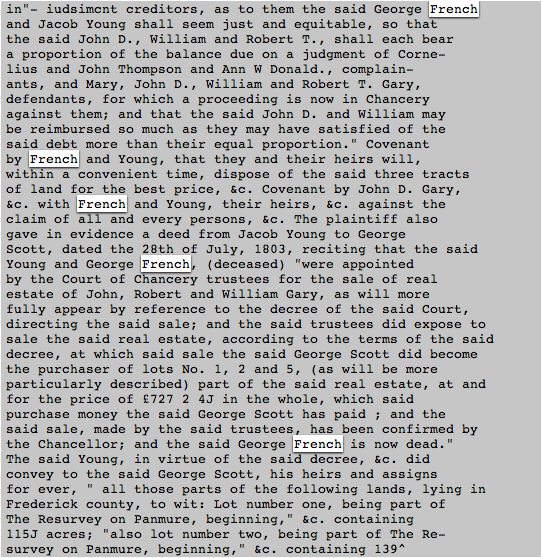 in"- iudsimcnt creditors, as to them the said George French
and Jacob Young shall seem just and equitable, so that
the said John D., William and Robert T., shall each bear
a proportion of the balance due on a judgment of Corne-
lius and John Thompson and Ann W Donald., complain-
ants, and Mary, John D., William and Robert T. Gary,
defendants, for which a proceeding is now in Chancery
against them; and that the said John D. and William may
be reimbursed so much as they may have satisfied of the
said debt more than their equal proportion." Covenant
by French and Young, that they and their heirs will,
within a convenient time, dispose of the said three tracts
of land for the best price, &c. Covenant by John D. Gary,
&c. with French and Young, their heirs, &c. against the
claim of all and every persons, &c. The plaintiff also
gave in evidence a deed from Jacob Young to George
Scott, dated the 28th of July, 1803, reciting that the said
Young and George French, (deceased) "were appointed
by the Court of Chancery trustees for the sale of real
estate of John, Robert and William Gary, as will more
fully appear by reference to the decree of the said Court,
directing the said sale; and the said trustees did expose to
sale the said real estate, according to the terms of the said
decree, at which said sale the said George Scott did become
the purchaser of lots No. 1, 2 and 5, (as will be more
particularly described) part of the said real estate, at and
for the price of £727 2 4J in the whole, which said
purchase money the said George Scott has paid ; and the
said sale, made by the said trustees, has been confirmed by
the Chancellor; and the said George French is now dead."
The said Young, in virtue of the said decree, &c. did
convey to the said George Scott, his heirs and assigns
for ever, " all those parts of the following lands, lying in
Frederick county, to wit: Lot number one, being part of
The Resurvey on Panmure, beginning," &c. containing
115J acres; "also lot number two, being part of The Re-
survey on Panmure, beginning," &c. containing 139^